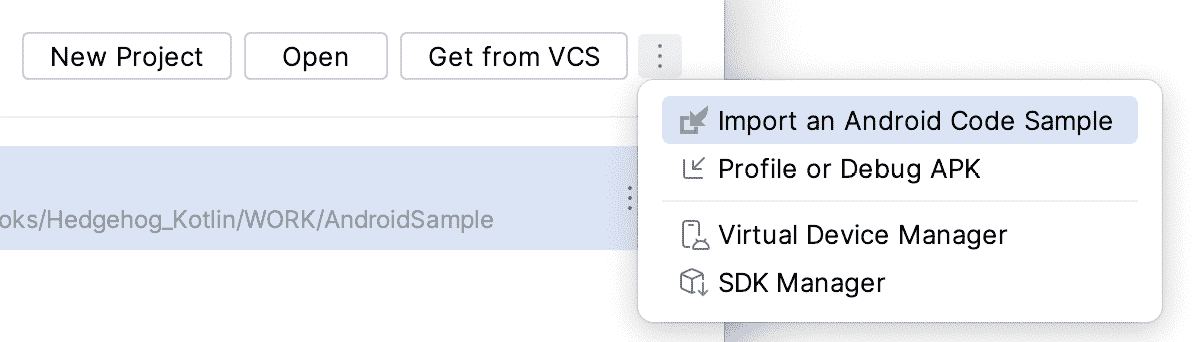 New Project Open Get from VCS
Import an Android Code Sample
Profile or Debug APK
oks/Hedgehog_Kotlin/WORK/AndroidSample
Virtual Device Manager
SDK Manager